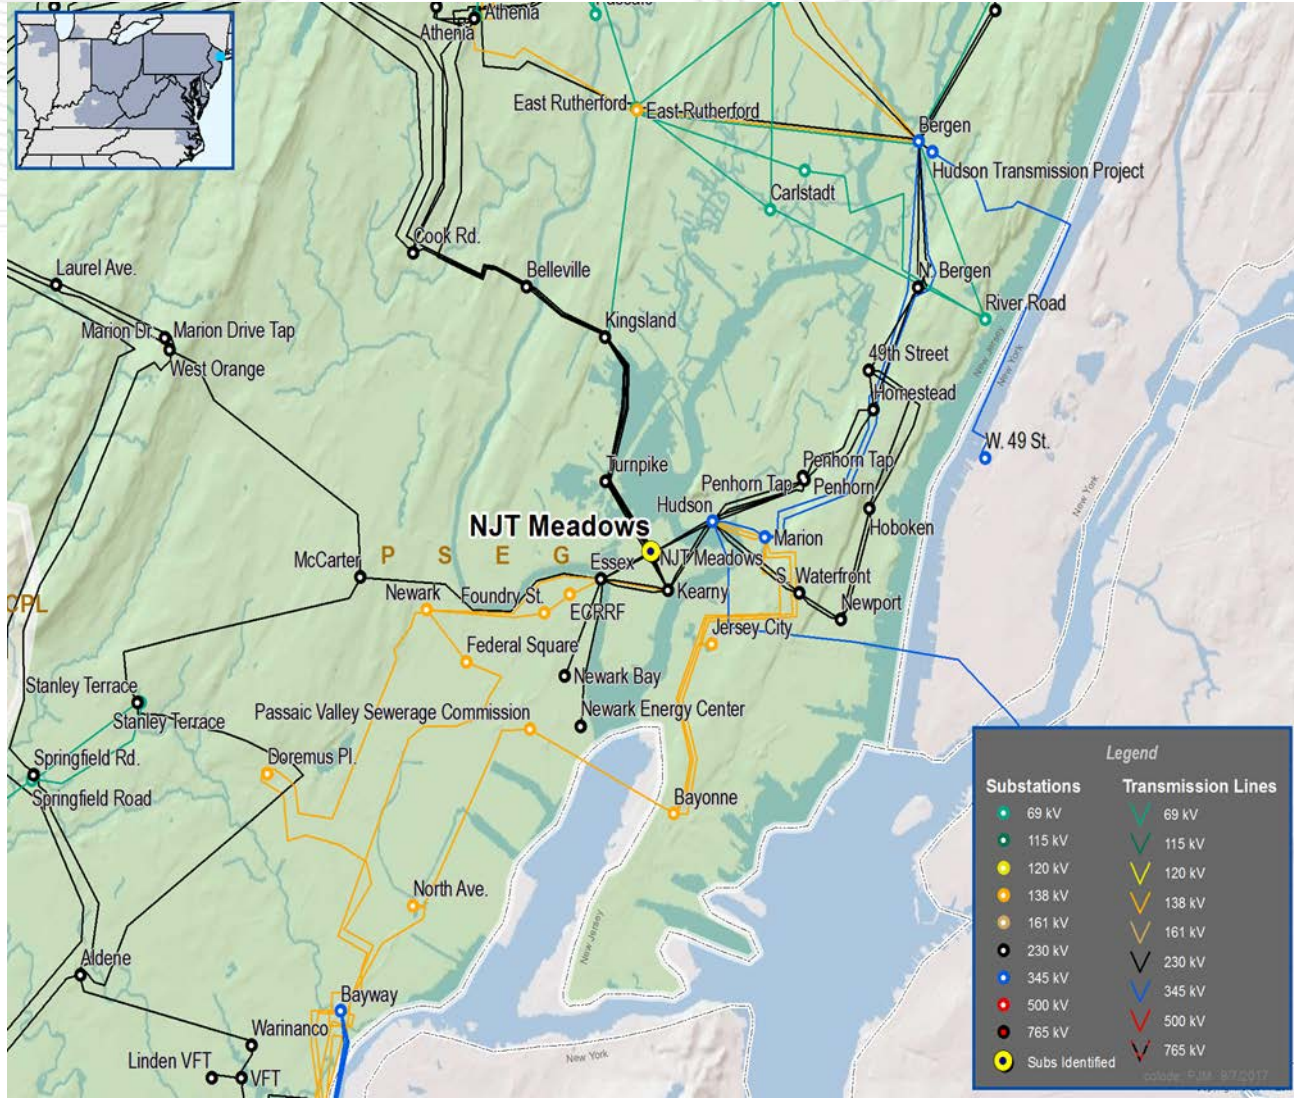 Athenia
Athenia
East Rutherford
East Rutherford
Bergen
Hudson Transmission Project
Carlstadt
Cook Rd.
Laurel Ave.
Belleville
N. Bergen
River Road
Marion Dr.
Marion Drive Tap
West Orange
Kingsland
New Jersey
New York
49th Street
Homestead
W. 49 St.
Turnpike
Penhorn Tap
Penhorn Tap
Penhorn
New York
Hudson
Hoboken
NJT Meadows
Marion
McCarter
P S E G
Essex
NJT Meadows
Newark
Foundry St.
Kearny
S. Waterfront
Newport
ECRRF
CPL
Jersey City
Federal Square
Newark Bay
Stanley Terrace
Stanley Terrace
Passaic Valley Sewerage Commission
Newark Energy Center
Springfield Rd.
Springfield Road
Doremus Pl.
Bayonne
North Ave.
New Jersey
Aldene
Bayway
Warinanco
Linden VFT
VFT
New York
Legend
Substations
69 kV
115 kV
120 kV
138 kV
161 kV
230 kV
345 kV
500 kV
765 kV
Subs Identified
Transmission Lines
69 kV
115 kV
120 kV
138 kV
161 kV
230 kV
345 kV
500 kV
765 kV